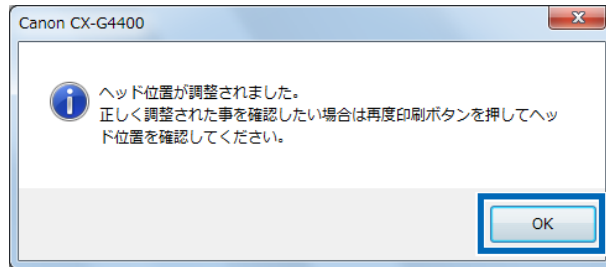 Canon CX-G4400
ヘッド位置が調整されました。
正しく調整された事を確認したい場合は再度印刷ボタンを押してヘッ
ド位置を確認してください。
OK